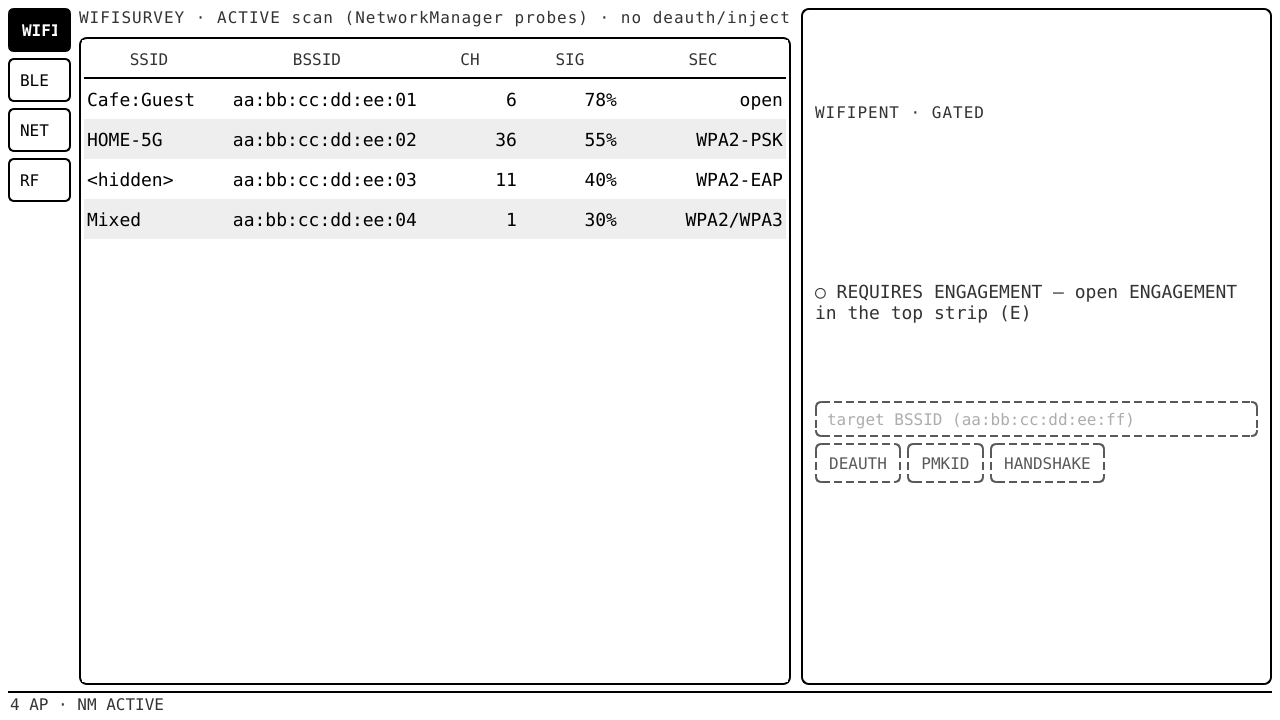 WIFI
BLE
NET
RF
WIFISURVEY · ACTIVE scan (NetworkManager probes) · no deauth/inject
SSID BSSID CH SIG SEC
Cafe:Guest aa:bb:cc:dd:ee:01 6 78% open
HOME-5G aa:bb:cc:dd:ee:02 36 55% WPA2-PSK
<hidden> aa:bb:cc:dd:ee:03 11 40% WPA2-EAP
Mixed aa:bb:cc:dd:ee:04 1 30% WPA2/WPA3
WIFIPENT · GATED
○ REQUIRES ENGAGEMENT — open ENGAGEMENT
in the top strip (E)
target BSSID (aa:bb:cc:dd:ee:ff)
DEAUTH PMKID HANDSHAKE
4 AP · NM ACTIVE